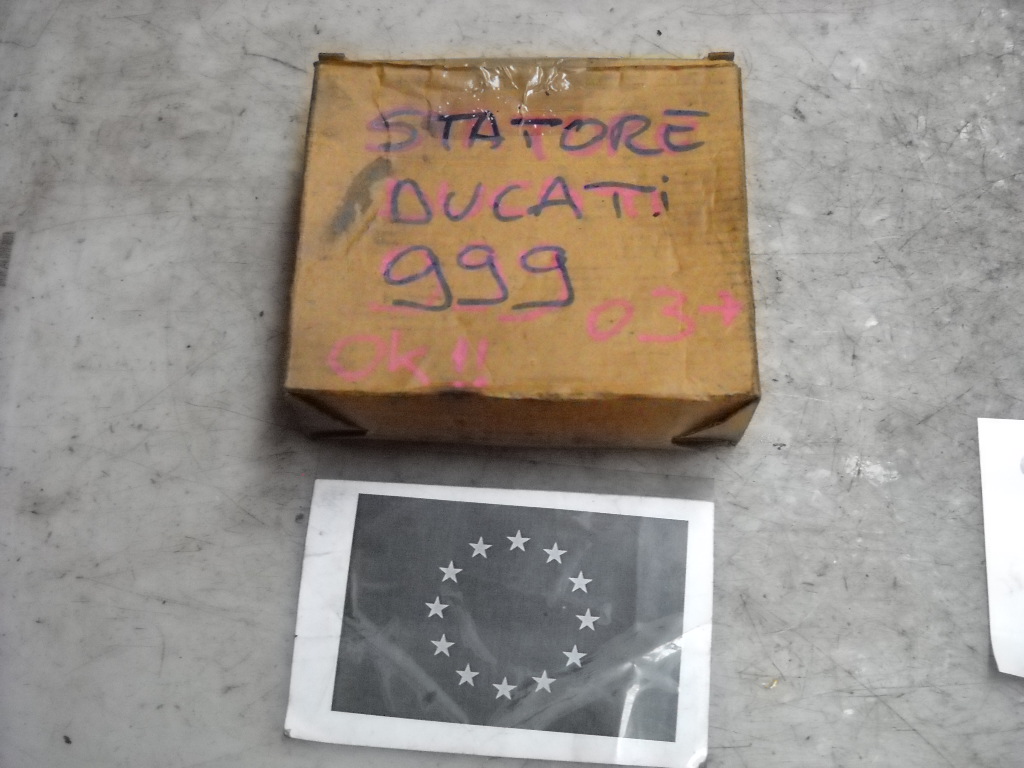 STATORE
DUCATi
999
03+
Ok!!